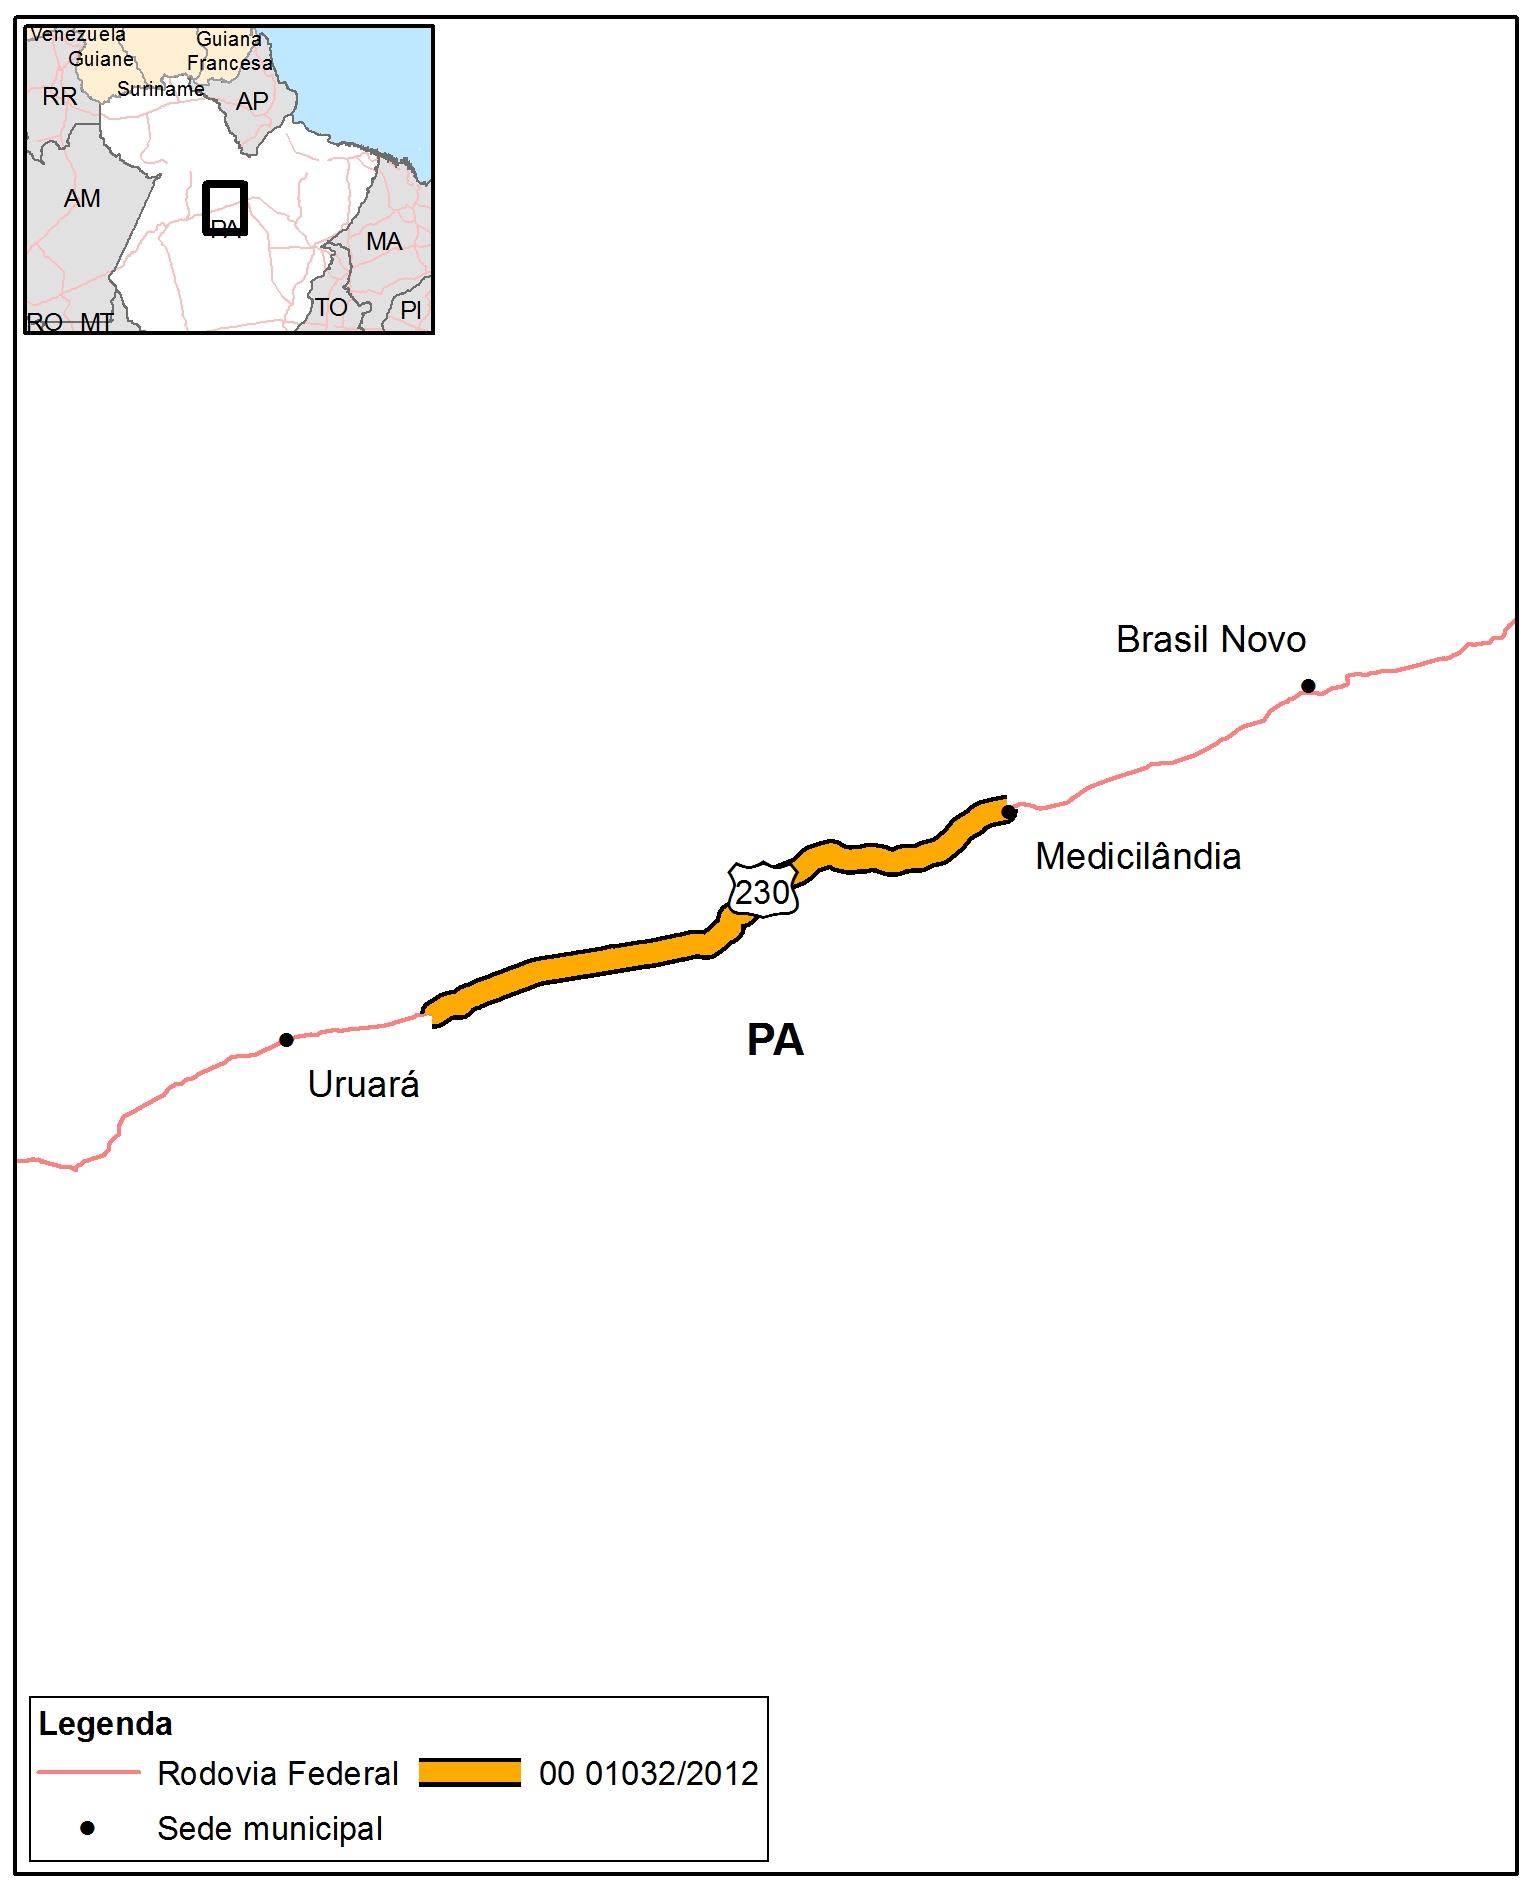 Venezuela
Guiana
Guiane
Francesa
Suriname
RR
AP
AM
PA
MA
TO
PI
RO
MT
Brasil Novo
Medicilândia
230
PA
Uruará
Legenda
Rodovia Federal
00 01032/2012
Sede municipal